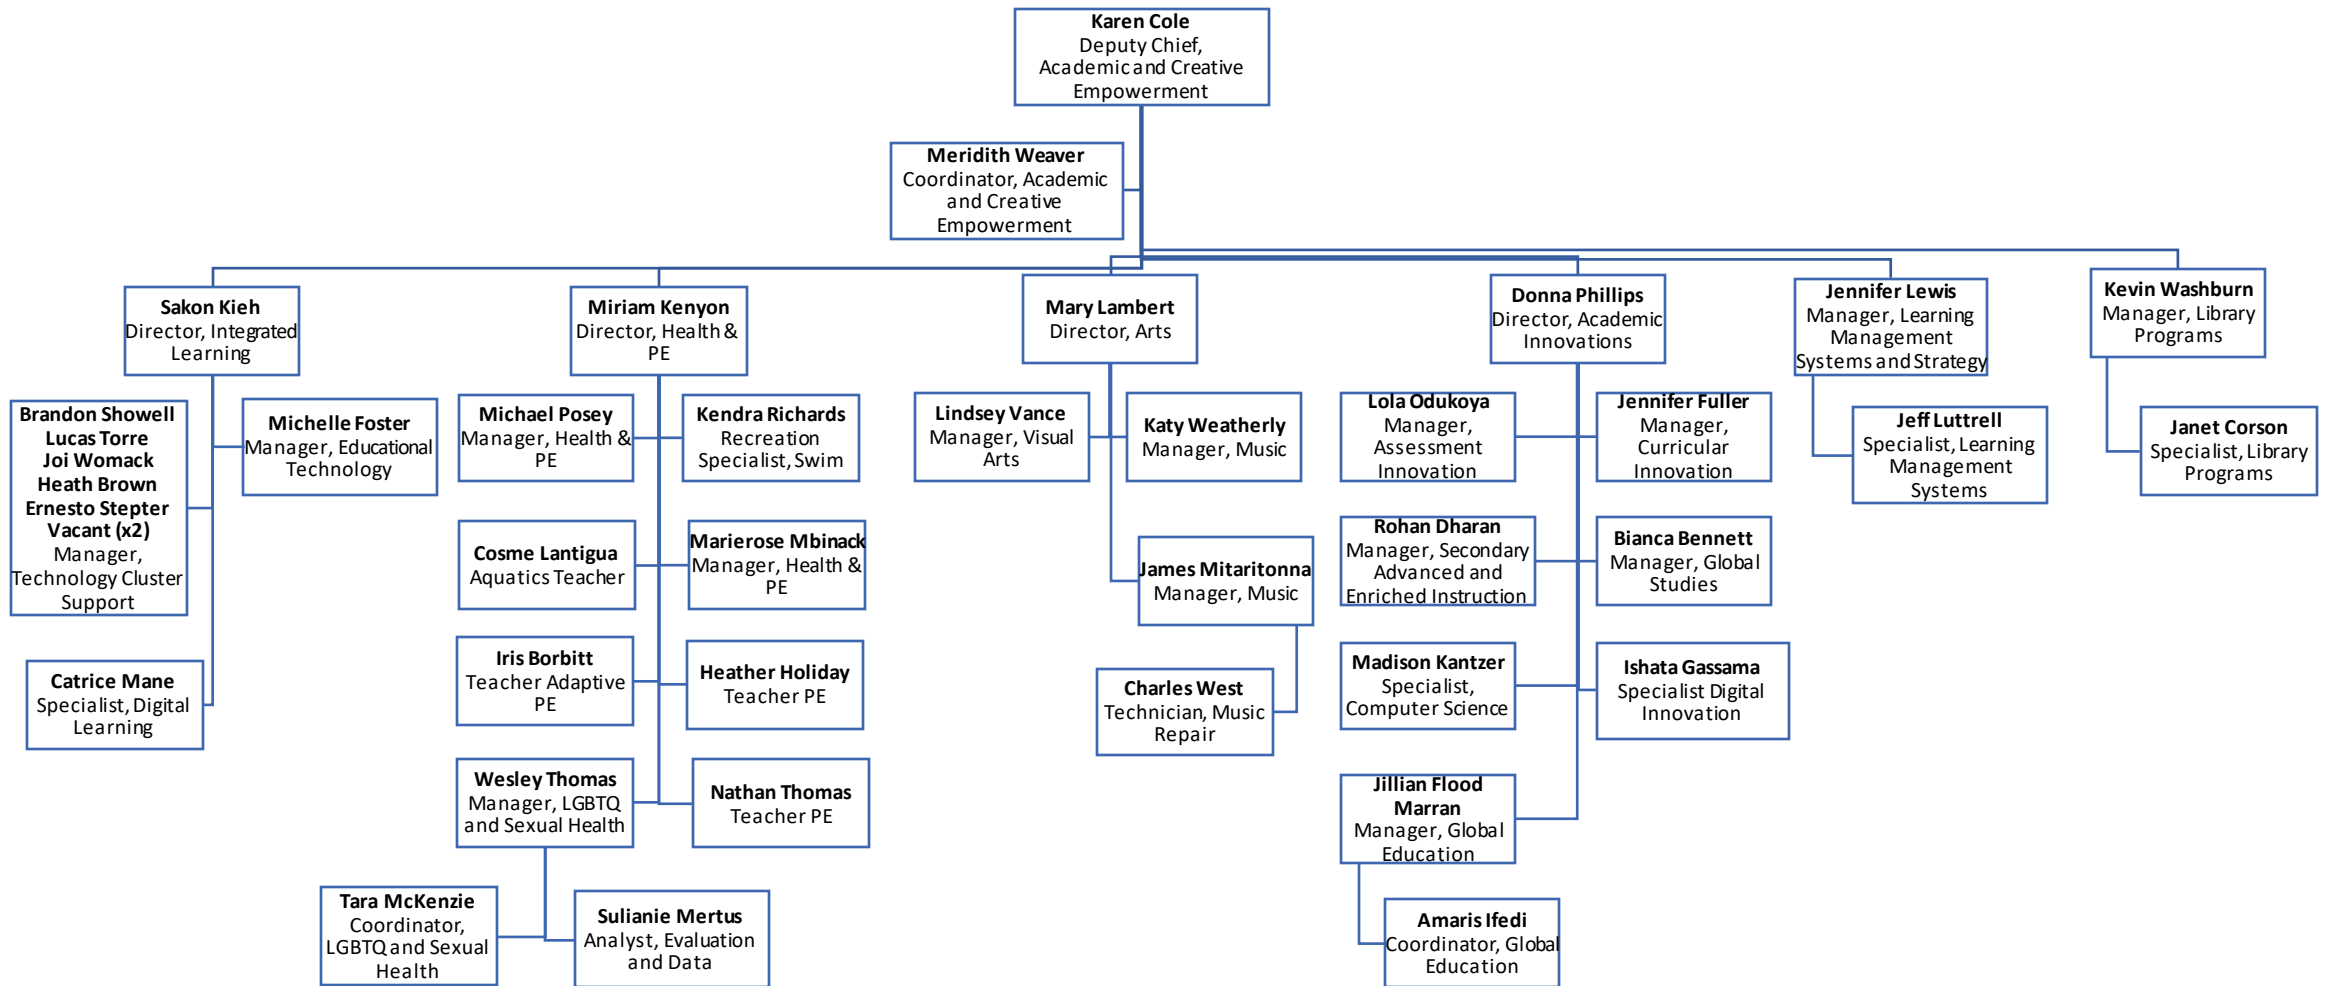 Karen Cole
Deputy Chief,
Academic and Creative
Empowerment
Meridith Weaver
Coordinator, Academic
and Creative
Empowerment
Sakon Kieh
Director, Integrated
Learning
Brandon Showell
Lucas Torre
Joi Womack
Heath Brown
Ernesto Stepter
Vacant (x2)
Manager,
Technology Cluster
Support
Michelle Foster
Manager, Educational
Technology
Catrice Mane
Specialist, Digital
Learning
Miriam Kenyon
Director, Health &
PE
Michael Posey
Manager, Health &
PE
Kendra Richards
Recreation
Specialist, Swim
Cosme Lantigua
Aquatics Teacher
Marierose Mbinack
Manager, Health &
PE
Iris Borbitt
Teacher Adaptive
PE
Heather Holiday
Teacher PE
Wesley Thomas
Manager, LGBTQ
and Sexual Health
Nathan Thomas
Teacher PE
Tara McKenzie
Coordinator,
LGBTQ and Sexual
Health
Sulianie Mertus
Analyst, Evaluation
and Data
Mary Lambert
Director, Arts
Lindsey Vance
Manager, Visual
Arts
Katy Weatherly
Manager, Music
James Mitaritonna
Manager, Music
Charles West
Technician, Music
Repair
Donna Phillips
Director, Academic
Innovations
Lola Odukoya
Manager,
Assessment
Innovation
Jennifer Fuller
Manager,
Curricular
Innovation
Rohan Dharan
Manager, Secondary
Advanced and
Enriched Instruction
Bianca Bennett
Manager, Global
Studies
Madison Kantzer
Specialist,
Computer Science
Ishata Gassama
Specialist Digital
Innovation
Jillian Flood
Marran
Manager, Global
Education
Amaris Ifedi
Coordinator, Global
Education
Jennifer Lewis
Manager, Learning
Management
Systems and Strategy
Jeff Luttrell
Specialist, Learning
Management
Systems
Kevin Washburn
Manager, Library
Programs
Janet Corson
Specialist, Library
Programs